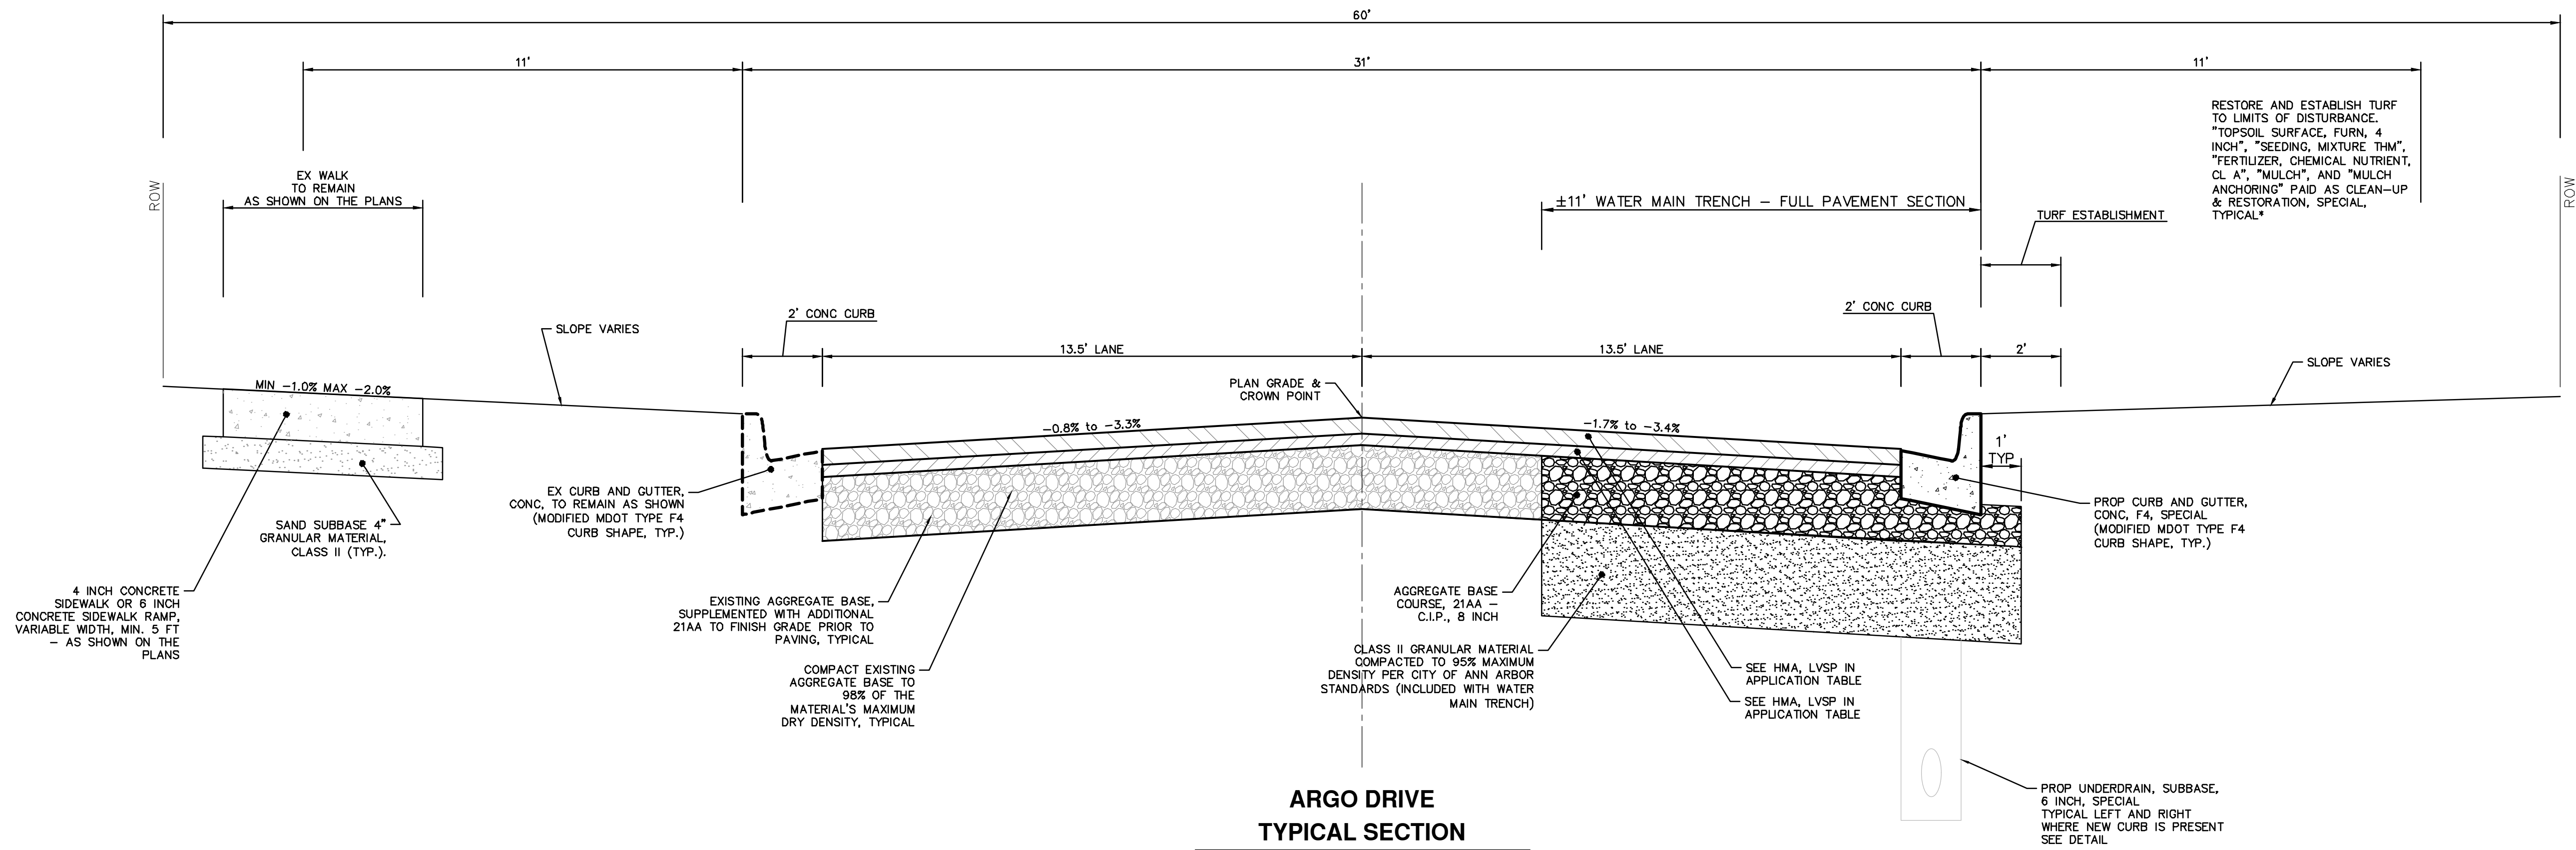 60'
11'
31'
11'
RESTORE AND ESTABLISH TURF
TO LIMITS OF DISTURBANCE.
"TOPSOIL SURFACE, FURN, 4
INCH", "SEEDING, MIXTURE THM",
"FERTILIZER, CHEMICAL NUTRIENT,
CL A", "MULCH", AND "MULCH
ANCHORING" PAID AS CLEAN-UP
& RESTORATION, SPECIAL,
TYPICAL*
ROW
EX WALK
TO REMAIN
AS SHOWN ON THE PLANS
±11' WATER MAIN TRENCH - FULL PAVEMENT SECTION
TURF ESTABLISHMENT
ROW
2' CONC CURB
2' CONC CURB
SLOPE VARIES
13.5' LANE
13.5' LANE
2'
SLOPE VARIES
MIN -1.0% MAX -2.0%
PLAN GRADE &
CROWN POINT
-0.8% to -3.3%
-1.7% to -3.4%
1'
TYP
EX CURB AND GUTTER,
CONC, TO REMAIN AS SHOWN
(MODIFIED MDOT TYPE F4
CURB SHAPE, TYP.)
PROP CURB AND GUTTER,
CONC, F4, SPECIAL
(MODIFIED MDOT TYPE F4
CURB SHAPE, TYP.)
SAND SUBBASE 4"
GRANULAR MATERIAL,
CLASS II (TYP.).
4 INCH CONCRETE
SIDEWALK OR 6 INCH
CONCRETE SIDEWALK RAMP,
VARIABLE WIDTH, MIN. 5 FT
- AS SHOWN ON THE
PLANS
EXISTING AGGREGATE BASE,
SUPPLEMENTED WITH ADDITIONAL
21AA TO FINISH GRADE PRIOR TO
PAVING, TYPICAL
AGGREGATE BASE
COURSE, 21AA -
C.I.P., 8 INCH
COMPACT EXISTING
AGGREGATE BASE TO
98% OF THE
MATERIAL'S MAXIMUM
DRY DENSITY, TYPICAL
CLASS II GRANULAR MATERIAL
COMPACTED TO 95% MAXIMUM
DENSITY PER CITY OF ANN ARBOR
STANDARDS (INCLUDED WITH WATER
MAIN TRENCH)
SEE HMA, LVSP IN
APPLICATION TABLE
SEE HMA, LVSP IN
APPLICATION TABLE
PROP UNDERDRAIN, SUBBASE,
6 INCH, SPECIAL
TYPICAL LEFT AND RIGHT
WHERE NEW CURB IS PRESENT
SEE DETAIL
ARGO DRIVE
TYPICAL SECTION